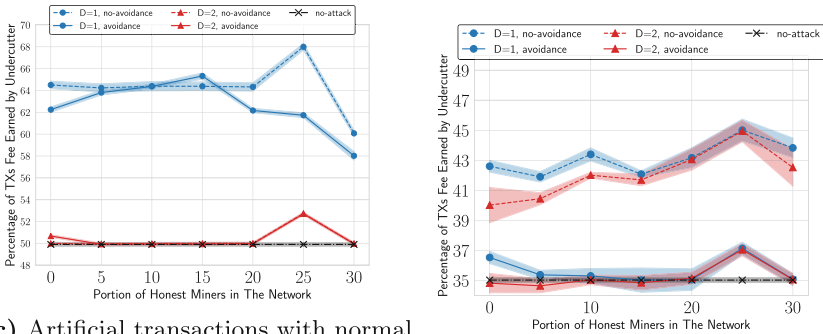 D=1, no-avoidance
D=2, no-avoidance
no-attack
D=1, avoidance
D=2, avoidance
70
68
66
64
62
60
58
56
54
52
50
48
Percentage of TXs Fee Earned by Undercutter
0 5 10 15 20 25 30
Portion of Honest Miners in The Network
D=1, no-avoidance
D=2, no-avoidance
no-attack
D=1, avoidance
D=2, avoidance
49
47
45
43
41
39
37
35
Percentage of TXs Fee Earned by Undercutter
0 10 20 30
Portion of Honest Miners in The Network
c) Artificial transactions with normal